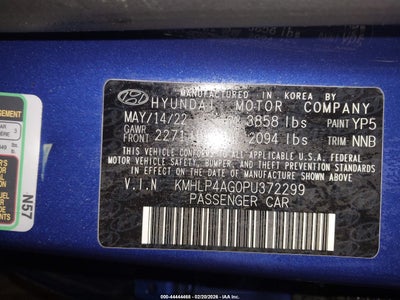 MANUFACTURED IN KOREA BY
HYUNDAI MOTOR COMPANY
MAY/14/22 3858 lbs PAINT YP5
GAWR
2271 2094 lbs TRIM NNB
THIS VEHICLE CONFORMS TO ALL APPLICABLE U.S.A. FEDERAL
MOTOR VEHICLE SAFETY, BUMPER, AND THEFT PREVENTION STANDARDS
IN EFFECT ON THE DATE OF MANUFACTURE SHOWN ABOVE.
V.I.N KMHLP4AG0PU372299
PASSENGER CAR
N57
000-44444468 - 02/20/2026 - IAA Inc. (1)